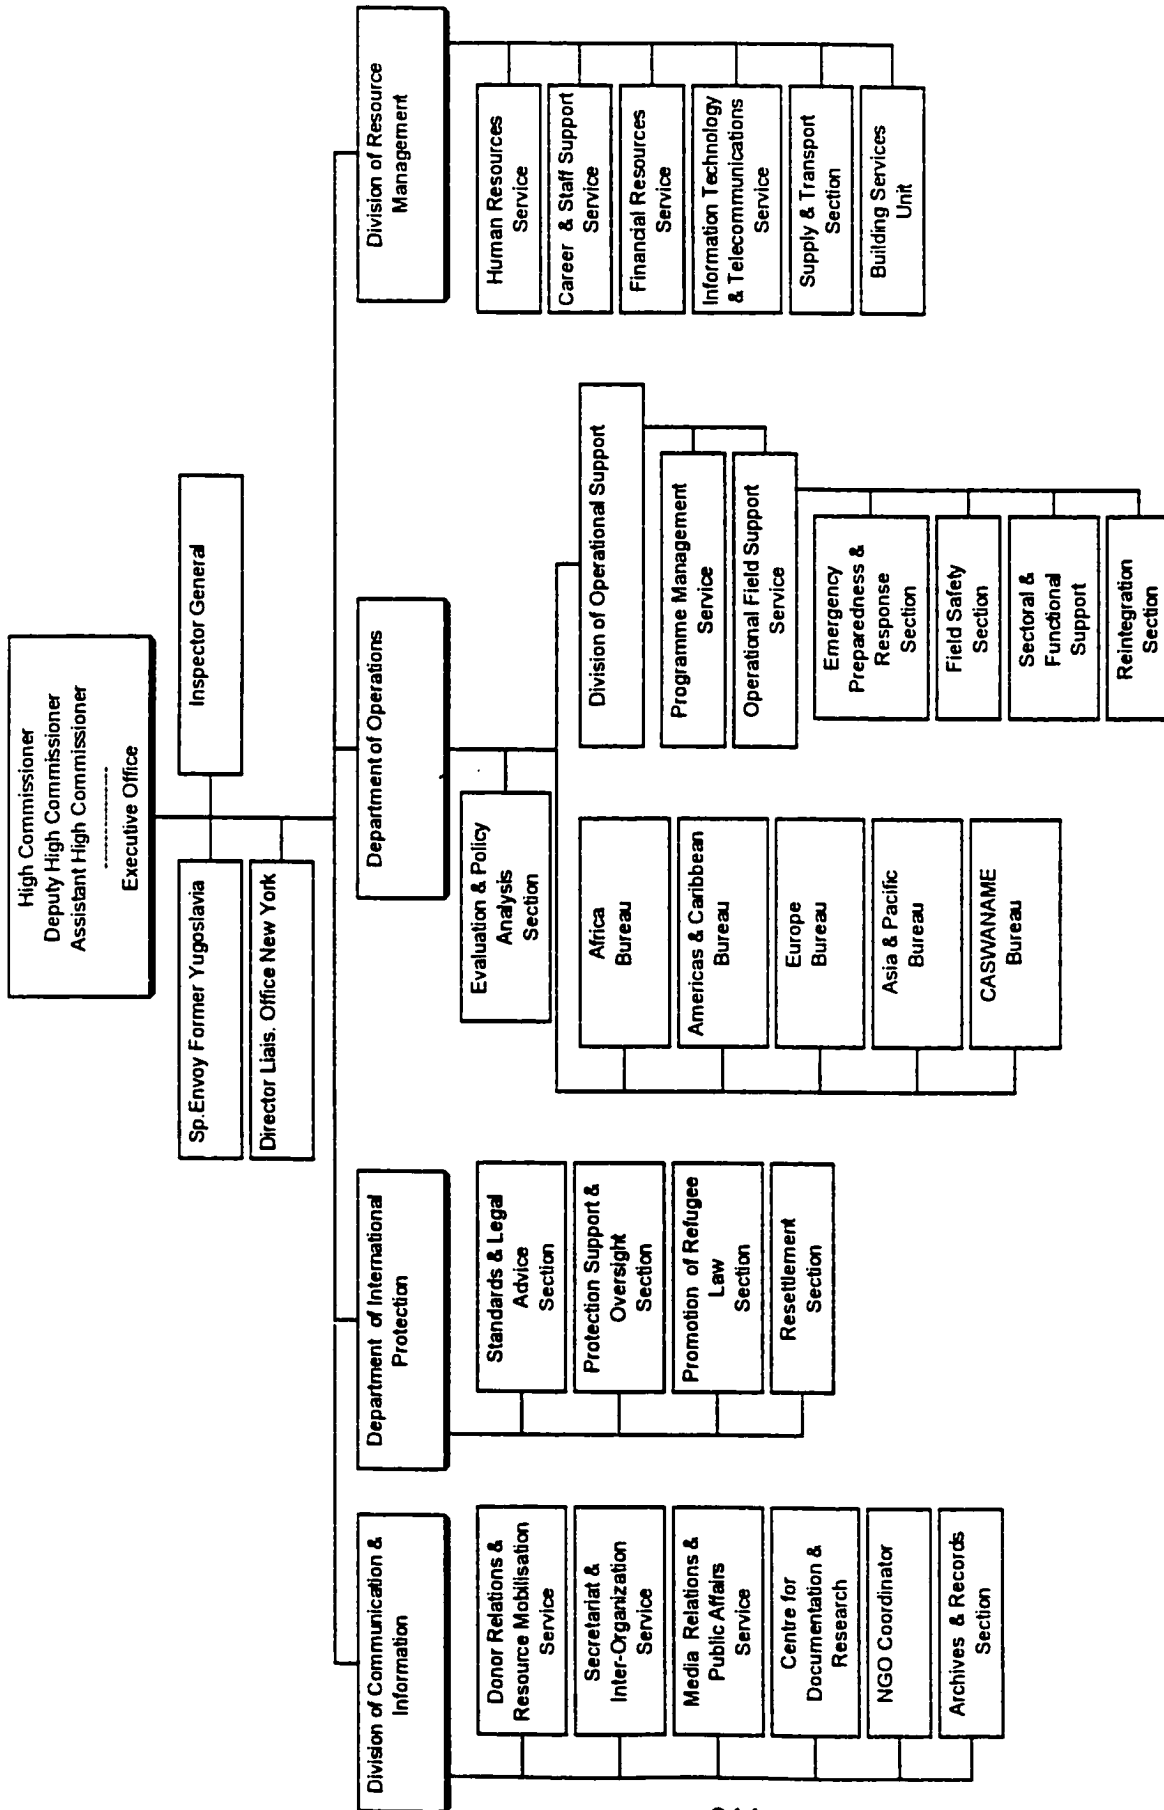 High Commissioner
Deputy High Commissioner
Assistant High Commissioner
-------------
Executive Office
Sp.Envoy Former Yugoslavia
Inspector General
Director Liais. Office New York
Division of Communication &
Information
Department of International
Protection
Department of Operations
Division of Resource
Management
Donor Relations &
Resource Mobilisation
Service
Secretariat &
Inter-Organization
Service
Media Relations &
Public Affairs
Service
Centre for
Documentation &
Research
NGO Coordinator
Archives & Records
Section
Standards & Legal
Advice
Section
Protection Support &
Oversight
Section
Promotion of Refugee
Law
Section
Resettlement
Section
Evaluation & Policy
Analysis
Section
Africa
Bureau
Americas & Caribbean
Bureau
Europe
Bureau
Asia & Pacific
Bureau
CASWANAME
Bureau
Division of Operational Support
Programme Management
Service
Operational Field Support
Service
Emergency
Preparedness &
Response
Section
Field Safety
Section
Sectoral &
Functional
Support
Reintegration
Section
Human Resources
Service
Career & Staff Support
Service
Financial Resources
Service
Information Technology
& Telecommunications
Service
Supply & Transport
Section
Building Services
Unit